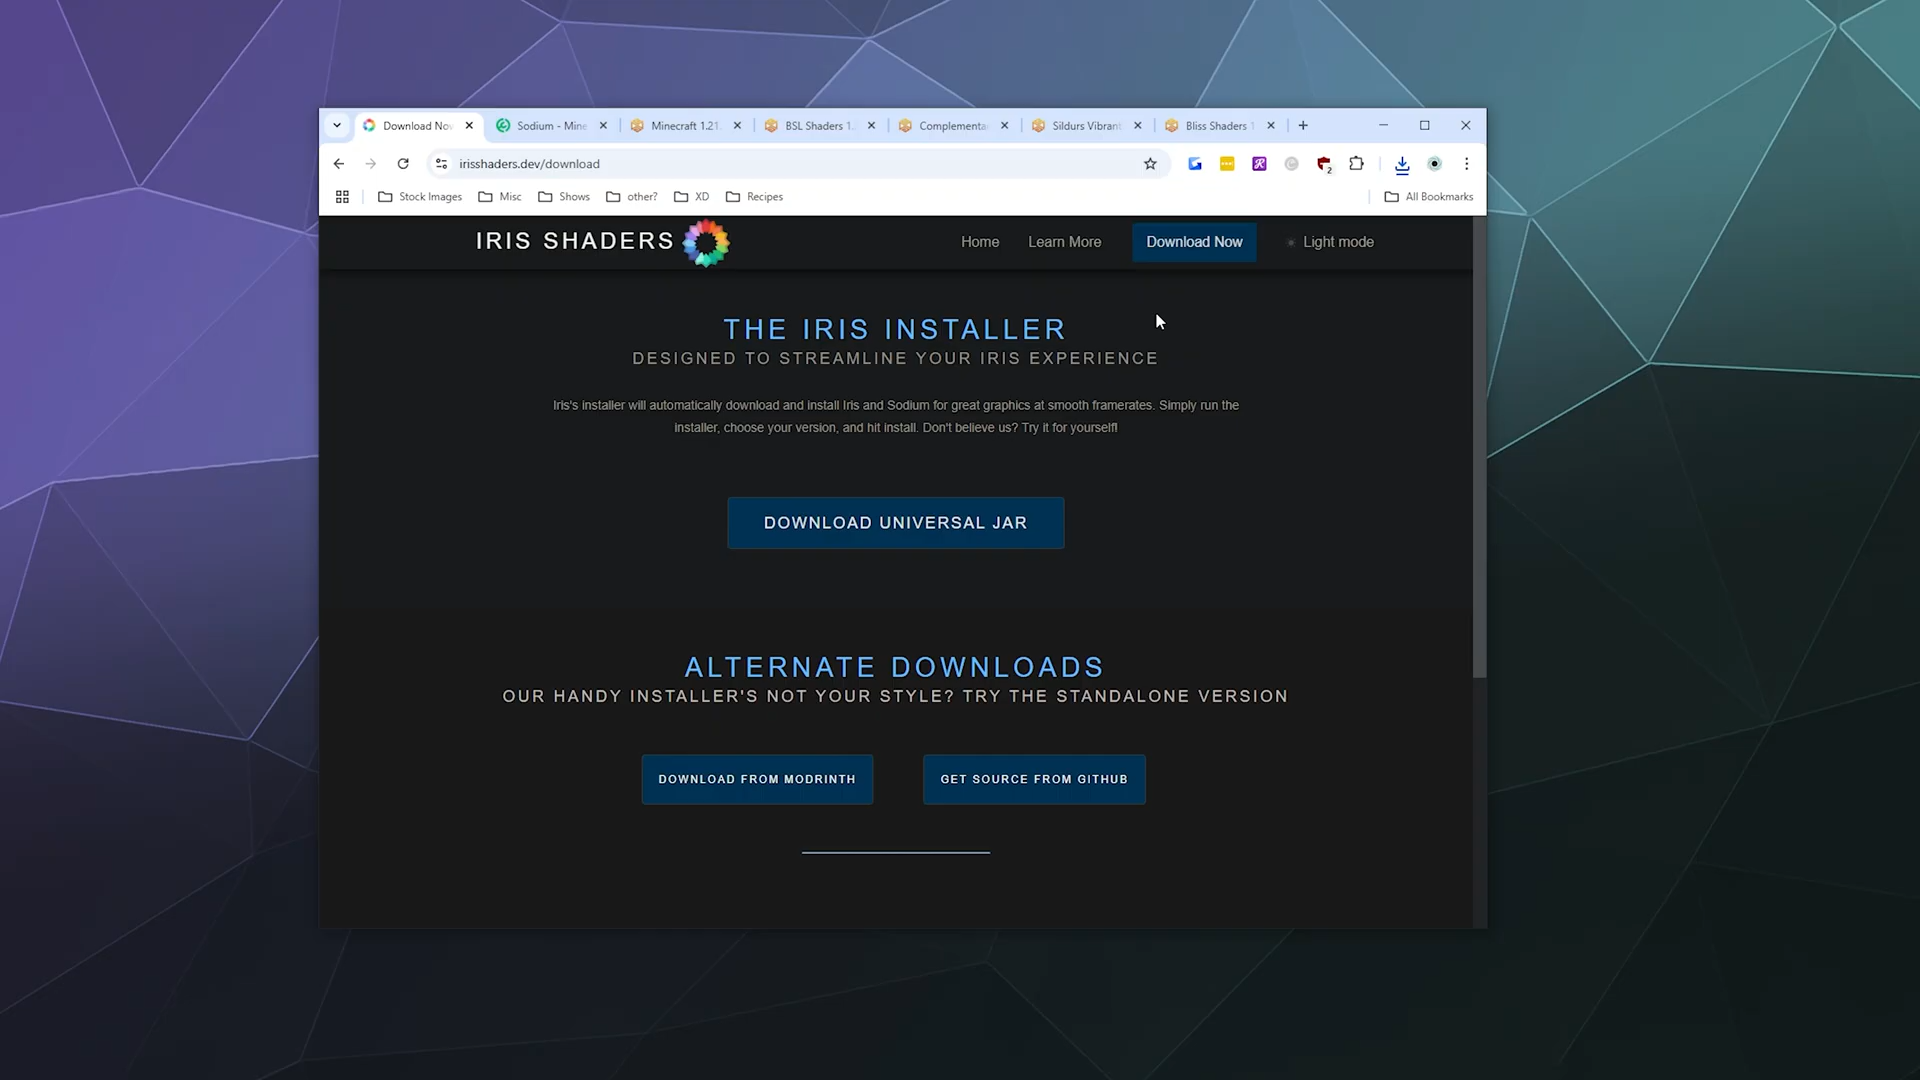 Download No
Sodium - Mine
Minecraft 1.21.
BSL Shaders 1.
Complementa
Sildurs Vibrant
Bliss Shaders 1
irisshaders.dev/download
2
Stock Images
Misc
Shows
other?
XD
Recipes
All Bookmarks
IRIS SHADERS
Home
Learn More
Download Now
Light mode
THE IRIS INSTALLER
DESIGNED TO STREAMLINE YOUR IRIS EXPERIENCE
Iris's installer will automatically download and install Iris and Sodium for great graphics at smooth framerates. Simply run the
installer, choose your version, and hit install. Don't believe us? Try it for yourself!
DOWNLOAD UNIVERSAL JAR
ALTERNATE DOWNLOADS
OUR HANDY INSTALLER'S NOT YOUR STYLE? TRY THE STANDALONE VERSION
DOWNLOAD FROM MODRINTH
GET SOURCE FROM GITHUB